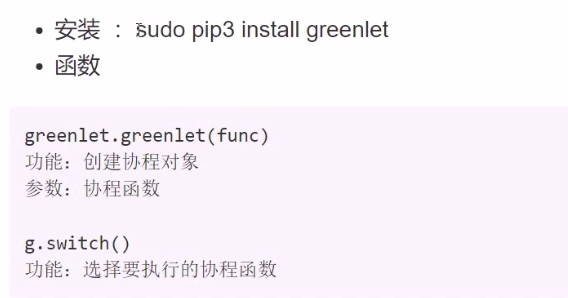 • 安装 : sudo pip3 install greenlet
• 函数
greenlet.greenlet(func)
功能: 创建协程对象
参数: 协程函数
g.switch()
功能: 选择要执行的协程函数